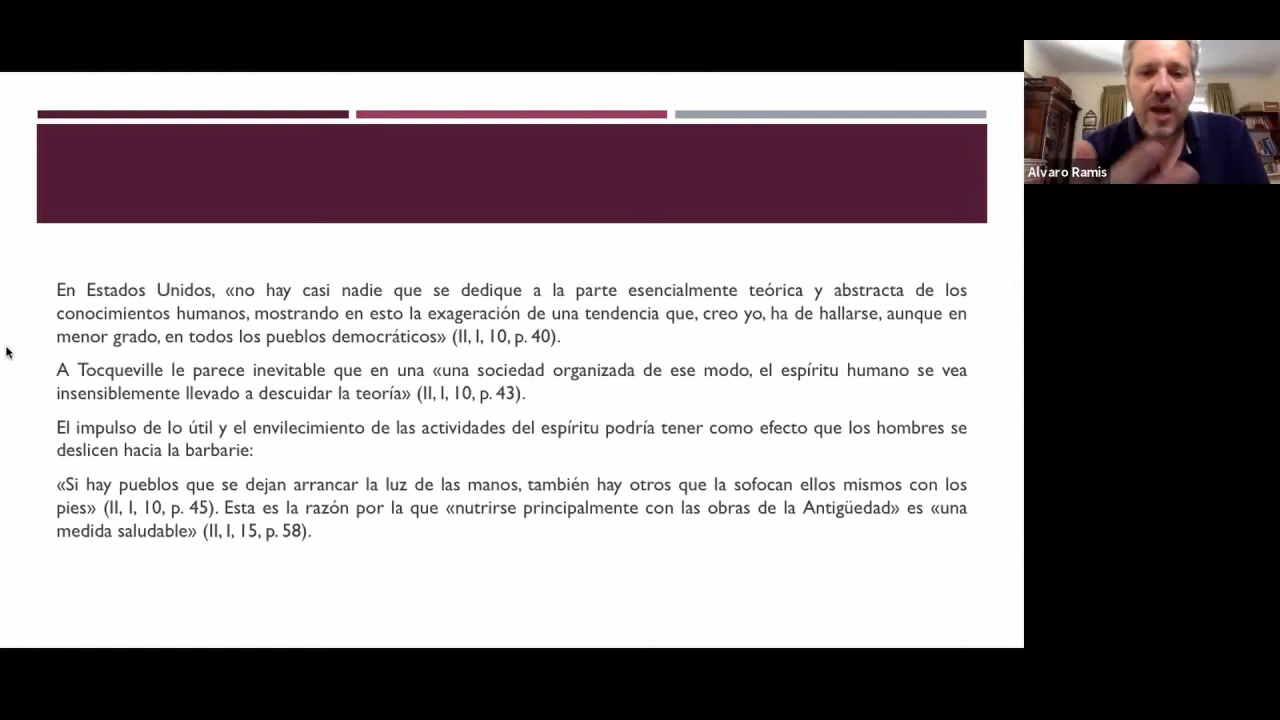 En Estados Unidos, «no hay casi nadie que se dedique a la parte esencialmente teórica y abstracta de los
conocimientos humanos, mostrando en esto la exageración de una tendencia que, creo yo, ha de hallarse, aunque en
menor grado, en todos los pueblos democráticos» (II, I, 10, p. 40).
A Tocqueville le parece inevitable que en una «una sociedad organizada de ese modo, el espíritu humano se vea
insensiblemente llevado a descuidar la teoría» (II, I, 10, p. 43).
El impulso de lo útil y el envilecimiento de las actividades del espíritu podría tener como efecto que los hombres se
deslicen hacia la barbarie:
«Si hay pueblos que se dejan arrancar la luz de las manos, también hay otros que la sofocan ellos mismos con los
pies» (II, I, 10, p. 45). Esta es la razón por la que «nutrirse principalmente con las obras de la Antigüedad» es «una
medida saludable» (II, I, 15, p. 58).
Alvaro Ramis